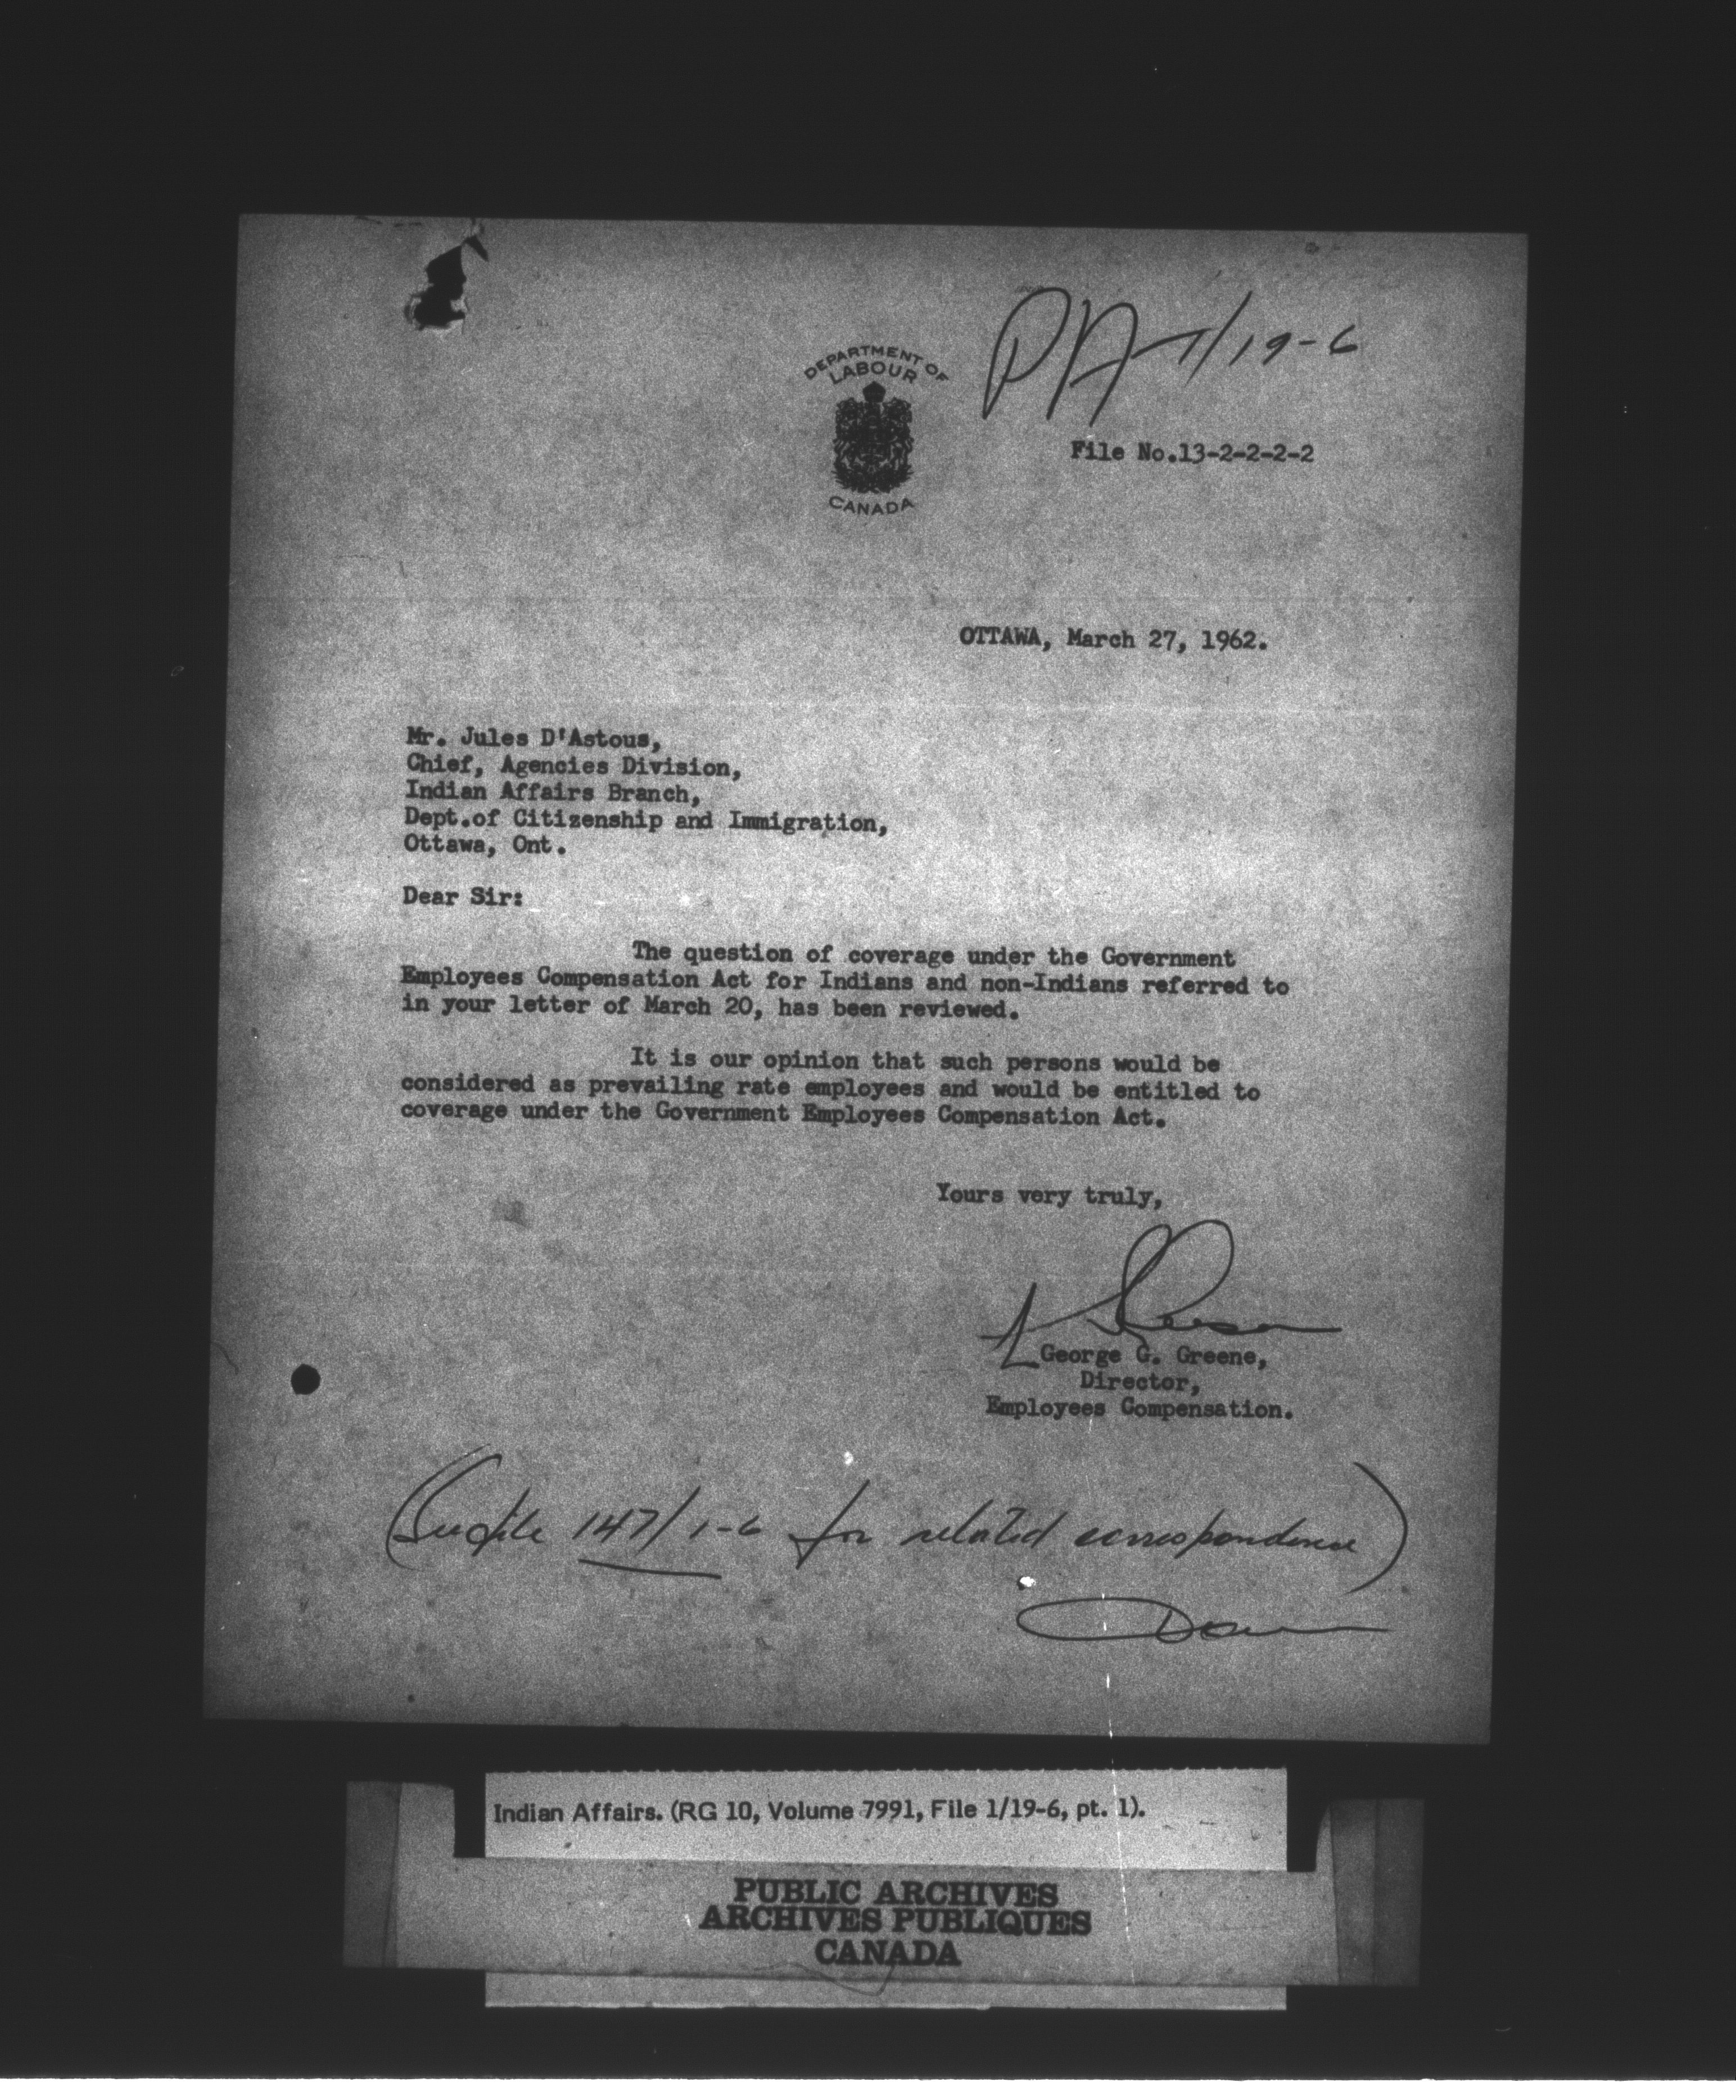 PA 1/19-6
DEPARTMENT OF
LABOUR
CANADA
File No.13-2-2-2-2
OTTAWA, March 27, 1962.
Mr. Jules D'Astous,
Chief, Agencies Division,
Indian Affairs Branch,
Dept.of Citizenship and Immigration,
Ottawa, Ont.
Dear Sir:
The question of coverage under the Government
Employees Compensation Act for Indians and non-Indians referred to
in your letter of March 20, has been reviewed.
It is our opinion that such persons would be
considered as prevailing rate employees and would be entitled to
coverage under the Government Employees Compensation Act.
Yours very truly,
George G. Greene,
Director,
Employees Compensation.
(See file 147/1-6 for related correspondence)
Indian Affairs. (RG 10, Volume 7991, File 1/19-6, pt. 1).
PUBLIC ARCHIVES
ARCHIVES PUBLIQUES
CANADA